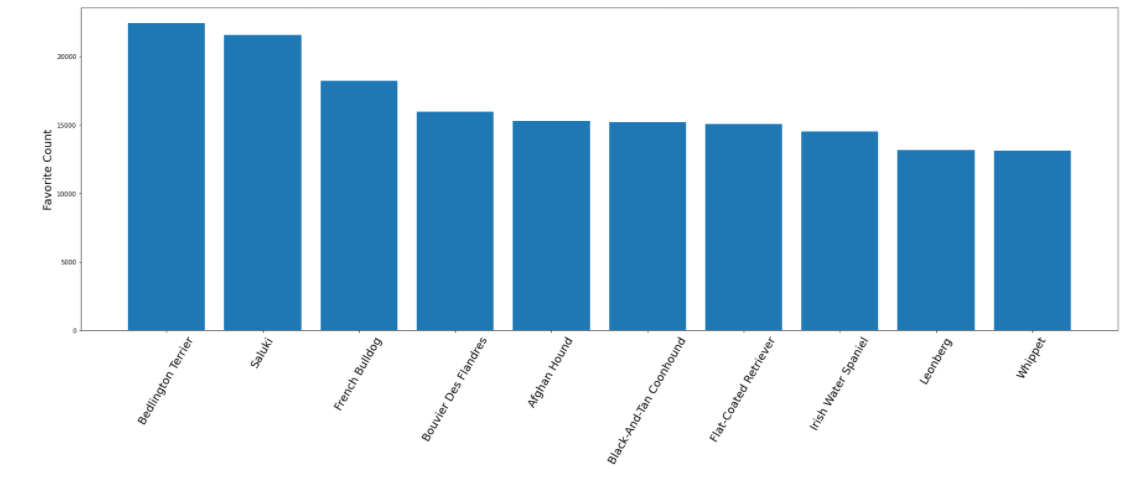 Favorite Count
20000
15000
10000
5000
0
Bedlington Terrier
Saluki
French Bulldog
Bouvier Des Flandres
Afghan Hound
Black-And-Tan Coonhound
Flat-Coated Retriever
Irish Water Spaniel
Leonberg
Whippet